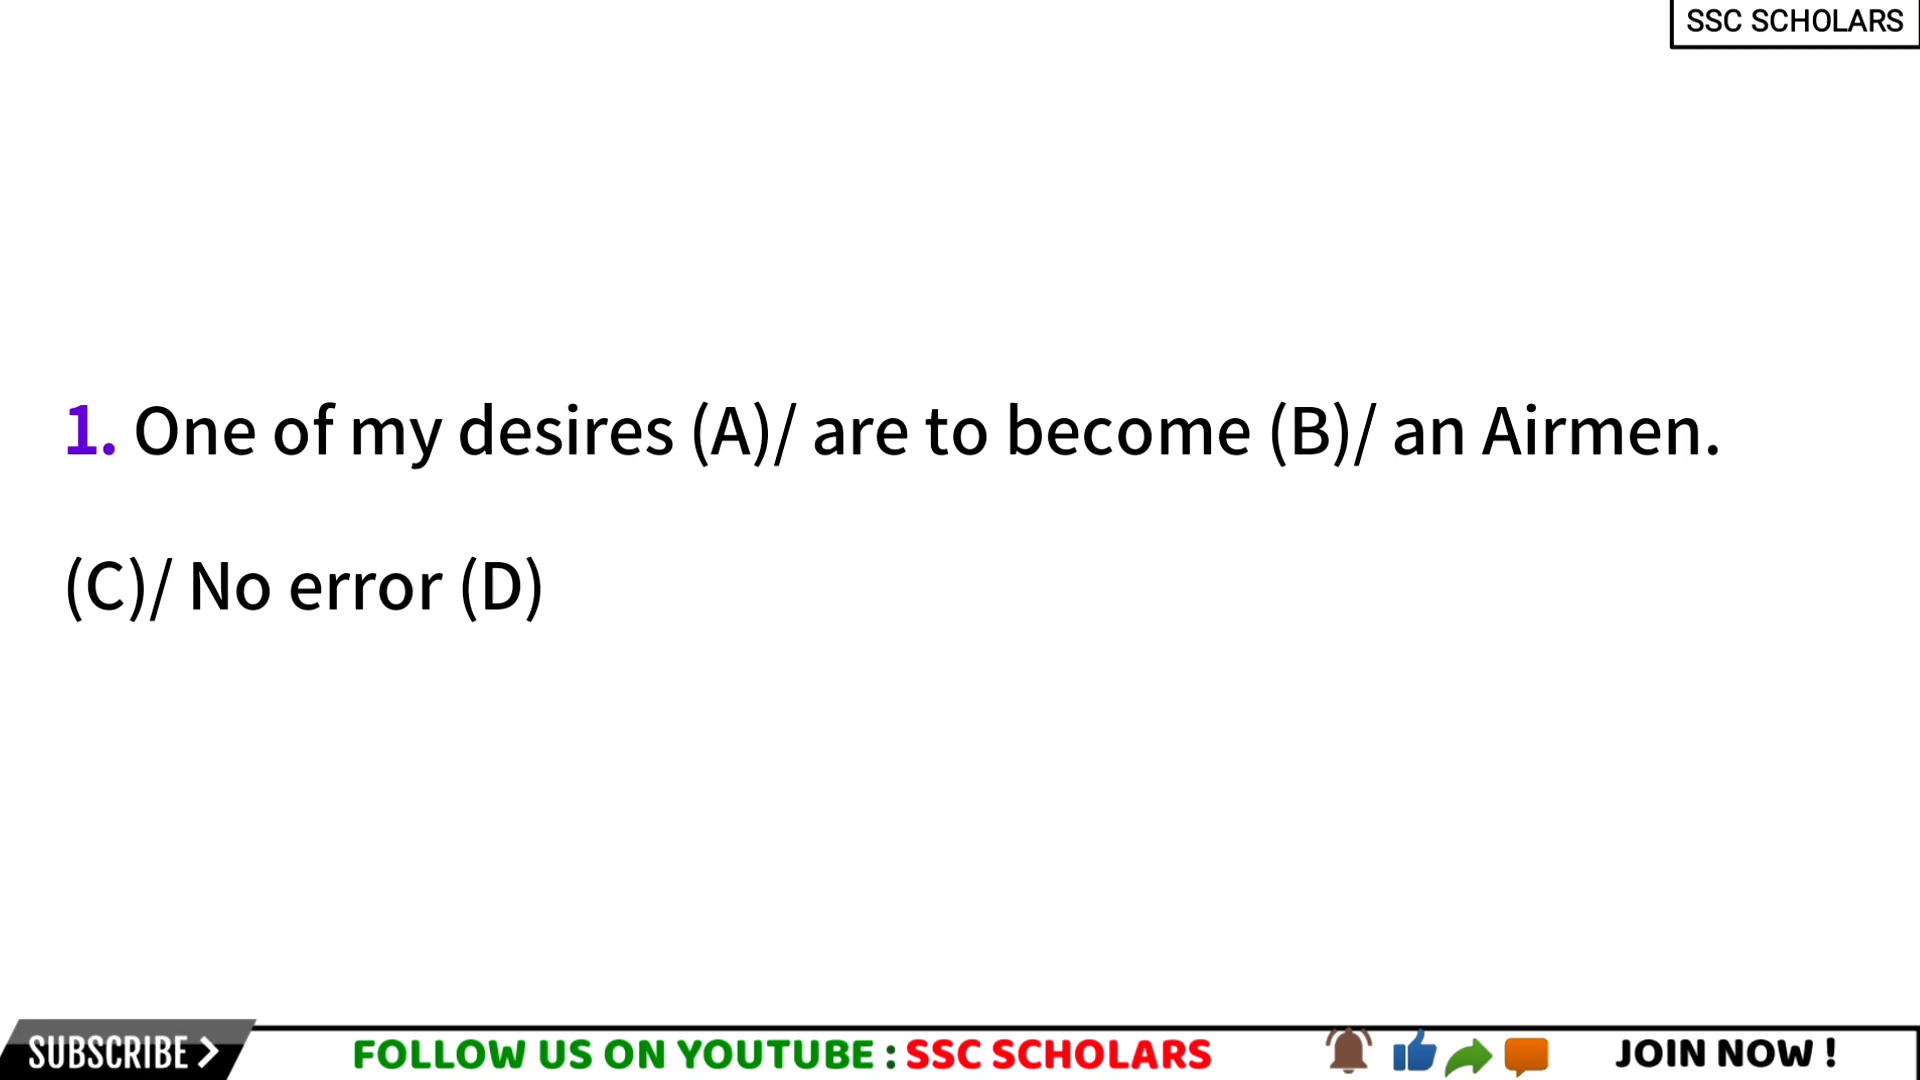 SSC SCHOLARS
1. One of my desires (A)/ are to become (B)/ an Airmen.
(C)/ No error (D)
SUBSCRIBE > FOLLOW US ON YOUTUBE : SSC SCHOLARS JOIN NOW !